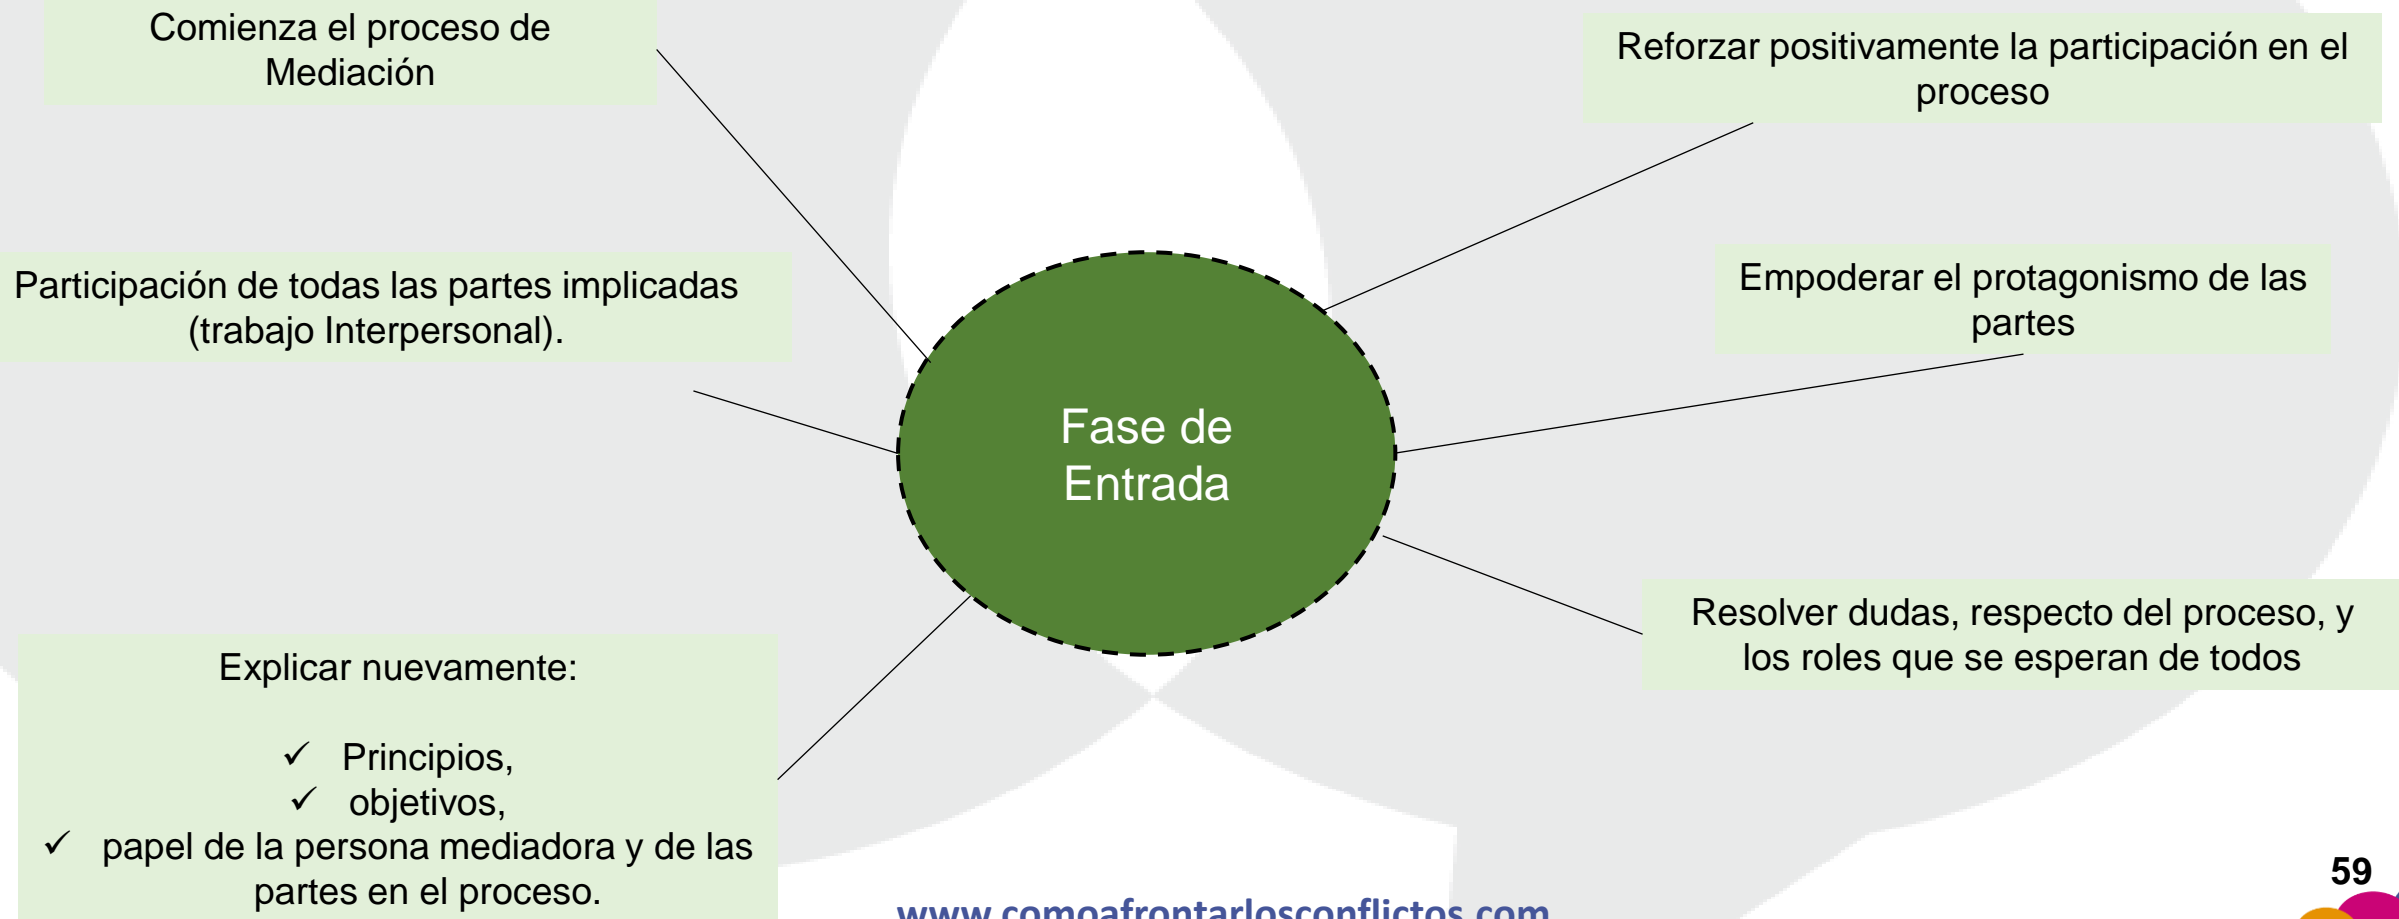 Comienza el proceso de
Mediación
Participación de todas las partes implicadas
(trabajo Interpersonal).
Explicar nuevamente:
✓ Principios,
✓ objetivos,
✓ papel de la persona mediadora y de las
partes en el proceso.
Fase de
Entrada
Reforzar positivamente la participación en el
proceso
Empoderar el protagonismo de las
partes
Resolver dudas, respecto del proceso, y
los roles que se esperan de todos
www.comoafrontarlosconflictos.com
59